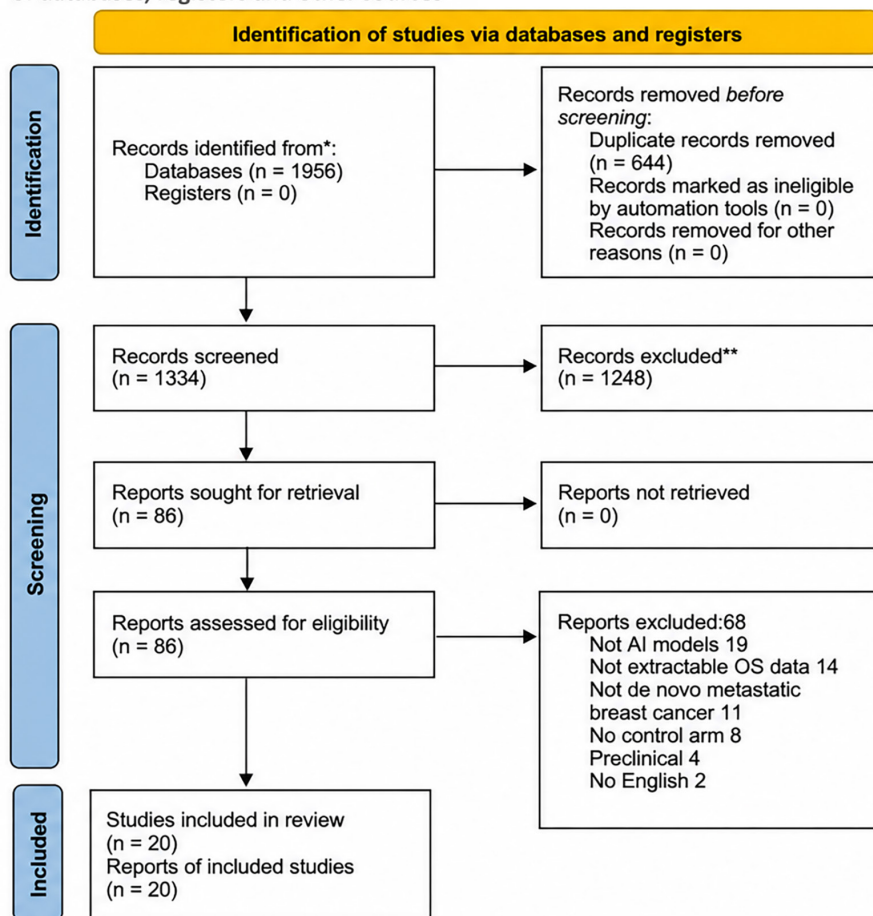 Identification of studies via databases and registers
Identification
Records identified from*:
Databases (n = 1956)
Registers (n = 0)
Records removed before
screening:
Duplicate records removed
(n = 644)
Records marked as ineligible
by automation tools (n = 0)
Records removed for other
reasons (n = 0)
Screening
Records screened
(n = 1334)
Records excluded**
(n = 1248)
Reports sought for retrieval
(n = 86)
Reports not retrieved
(n = 0)
Reports assessed for eligibility
(n = 86)
Reports excluded:68
Not AI models 19
Not extractable OS data 14
Not de novo metastatic
breast cancer 11
No control arm 8
Preclinical 4
No English 2
Included
Studies included in review
(n = 20)
Reports of included studies
(n = 20)